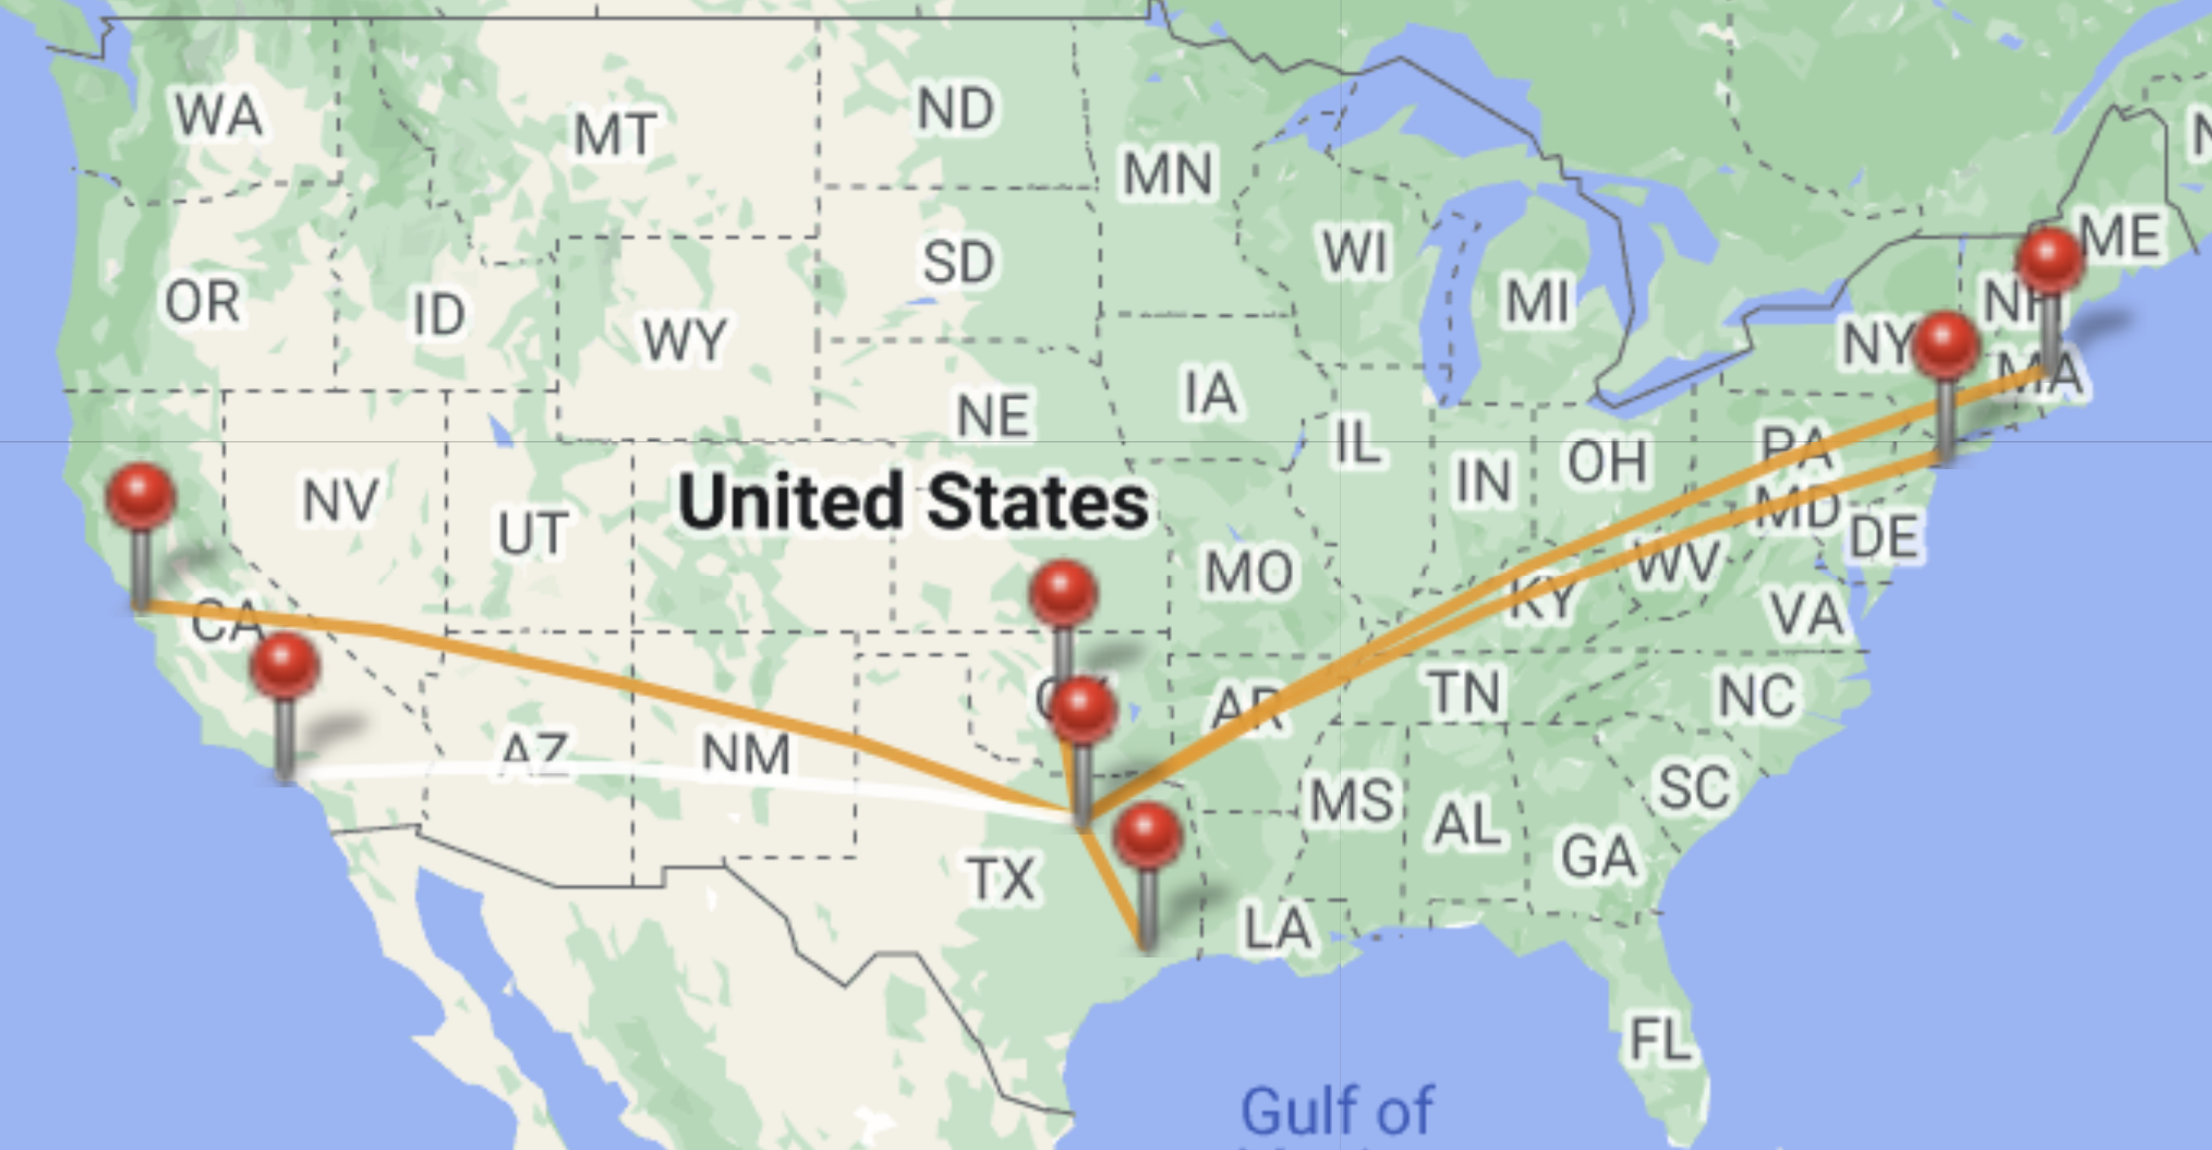 WA
MT
ND
MN
ME
SD
WI
OR
ID
MI
NH
WY
NY
MA
NE
IA
IL
PA
OH
IN
NV
United States
UT
MD
DE
MO
WV
KY
CA
VA
TN
NC
AR
AZ
NM
SC
MS
AL
GA
TX
LA
FL
Gulf of